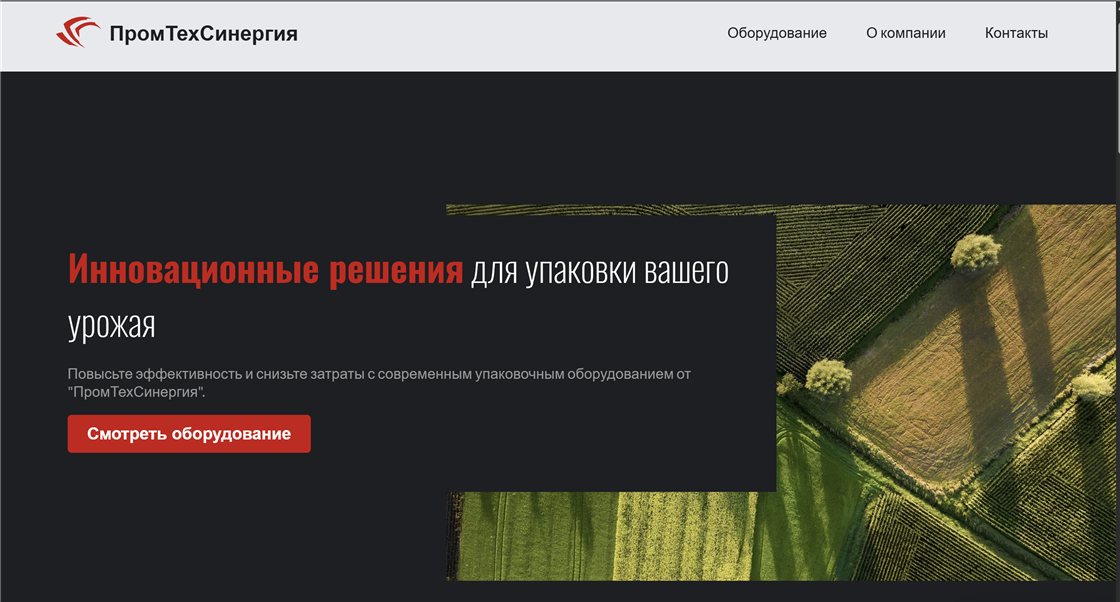 ПромТехСинергия
Оборудование
О компании
Контакты
Инновационные решения для упаковки вашего
урожая
Повысьте эффективность и снизьте затраты с современным упаковочным оборудованием от
"ПромТехСинергия".
Смотреть оборудование